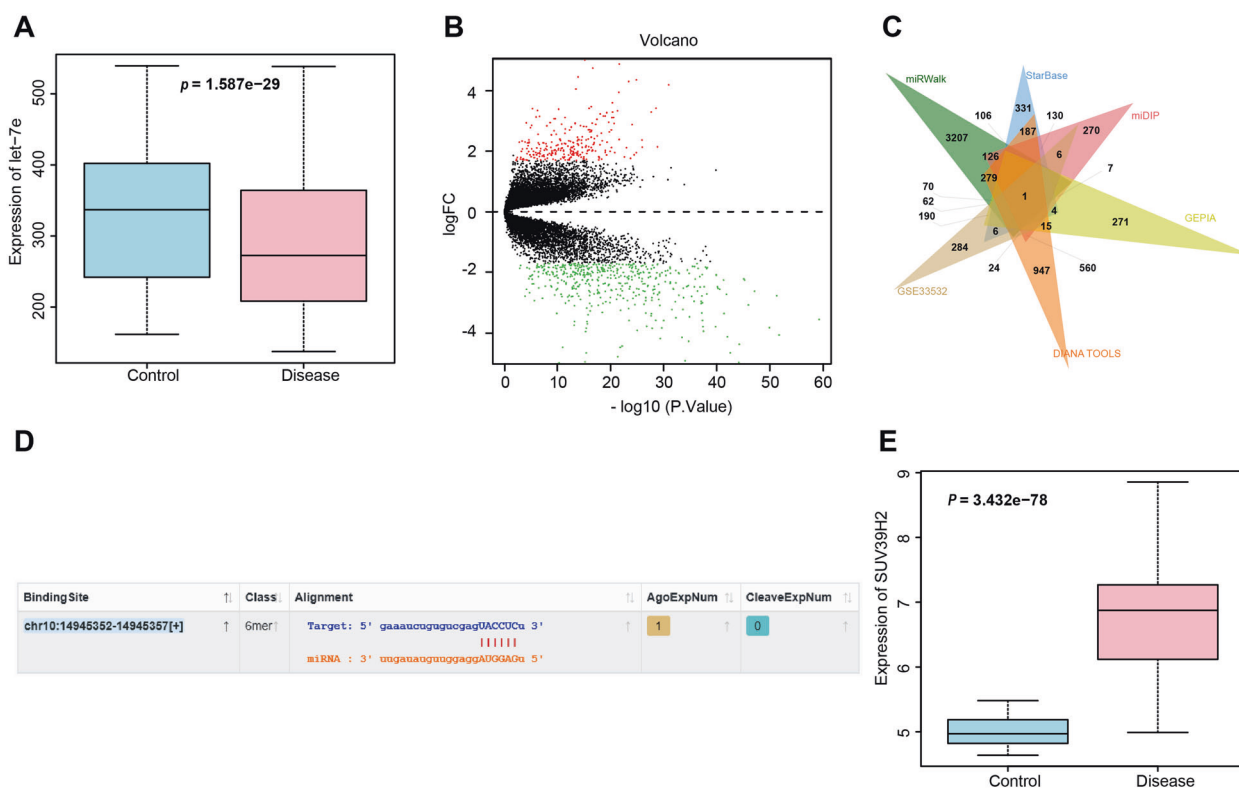 A
p = 1.587e−29
Expression of let−7e
500
400
300
200
Control
Disease
B
Volcano
logFC
4
2
0
-2
-4
0
10
20
30
40
50
60
- log10 (P.Value)
C
miRWalk
StarBase
miDIP
GEPIA
DIANA TOOLS
GSE33532
3207
106
331
130
187
270
126
6
7
279
70
62
190
1
4
271
15
6
284
24
947
560
D
BindingSite
Class
Alignment
AgoExpNum
CleaveExpNum
chr10:14945352-14945357[+]
6mer
Target: 5' gaaaucugugucgagUACCUCu 3'
miRNA : 3' uugauauguuggaggAUGGAGu 5'
1
0
E
P = 3.432e−78
Expression of SUV39H2
9
8
7
6
5
Control
Disease